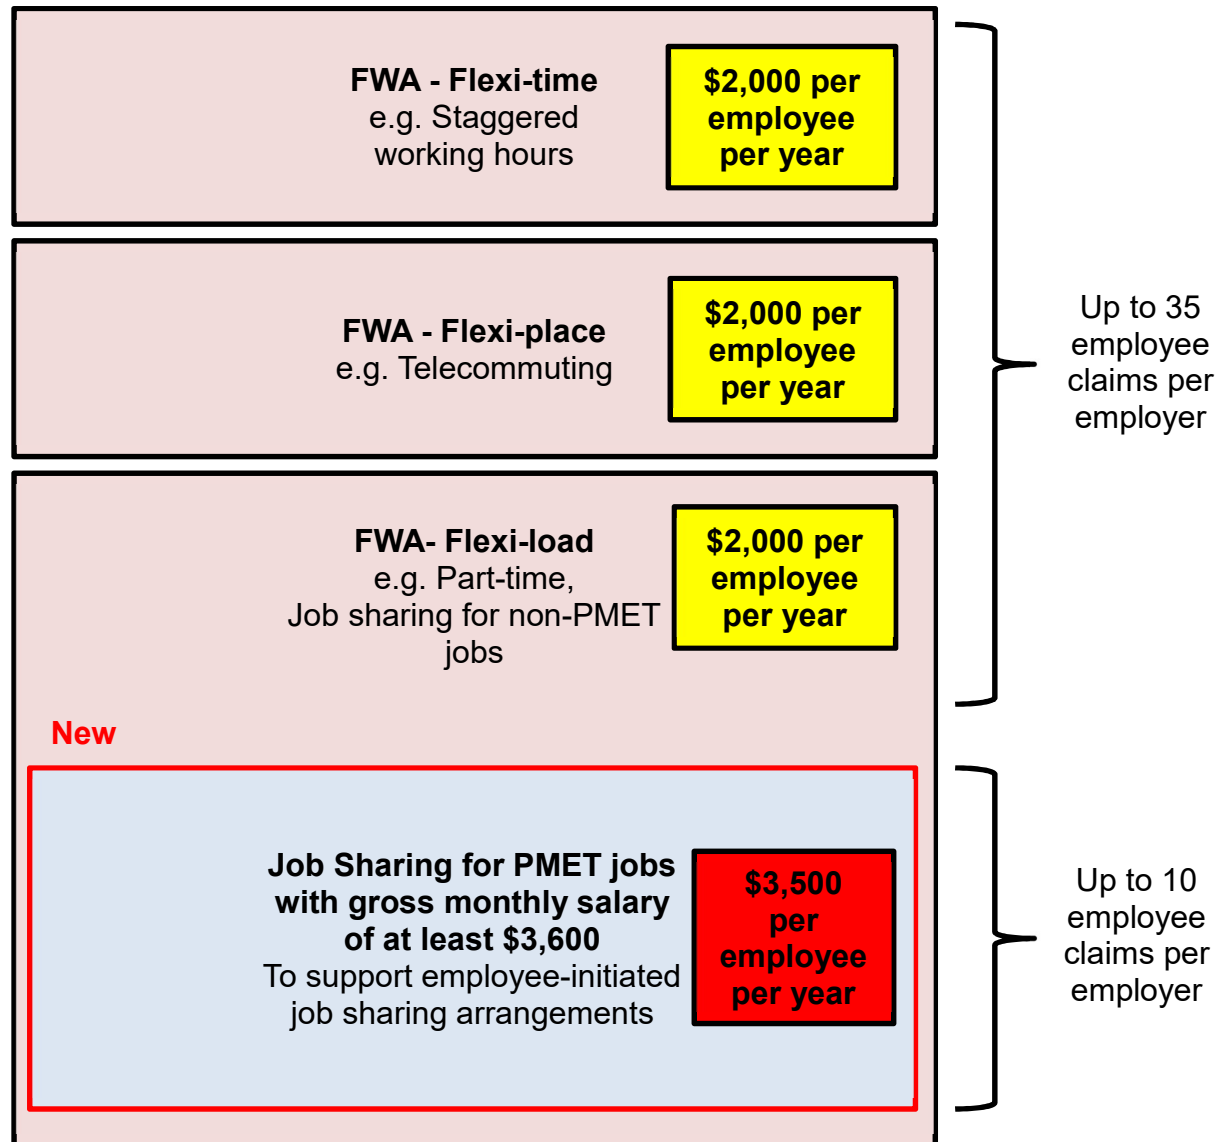 FWA - Flexi-time
e.g. Staggered
working hours
$2,000 per
employee
per year
FWA - Flexi-place
e.g. Telecommuting
$2,000 per
employee
per year
Up to 35
employee
claims per
employer
FWA- Flexi-load
e.g. Part-time,
Job sharing for non-PMET
jobs
$2,000 per
employee
per year
New
Job Sharing for PMET jobs
with gross monthly salary
of at least $3,600
To support employee-initiated
job sharing arrangements
$3,500
per
employee
per year
Up to 10
employee
claims per
employer